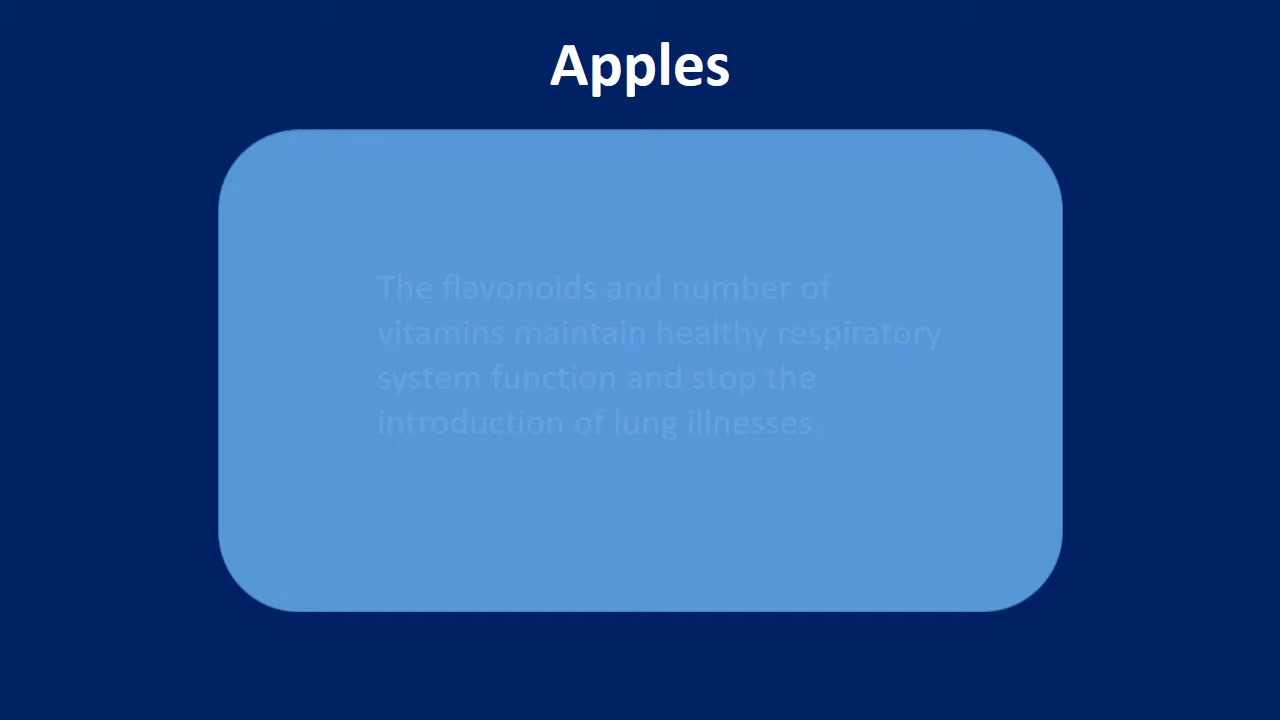 Apples
The flavonoids and number of
vitamins maintain healthy respiratory
system function and stop the
introduction of lung illnesses.